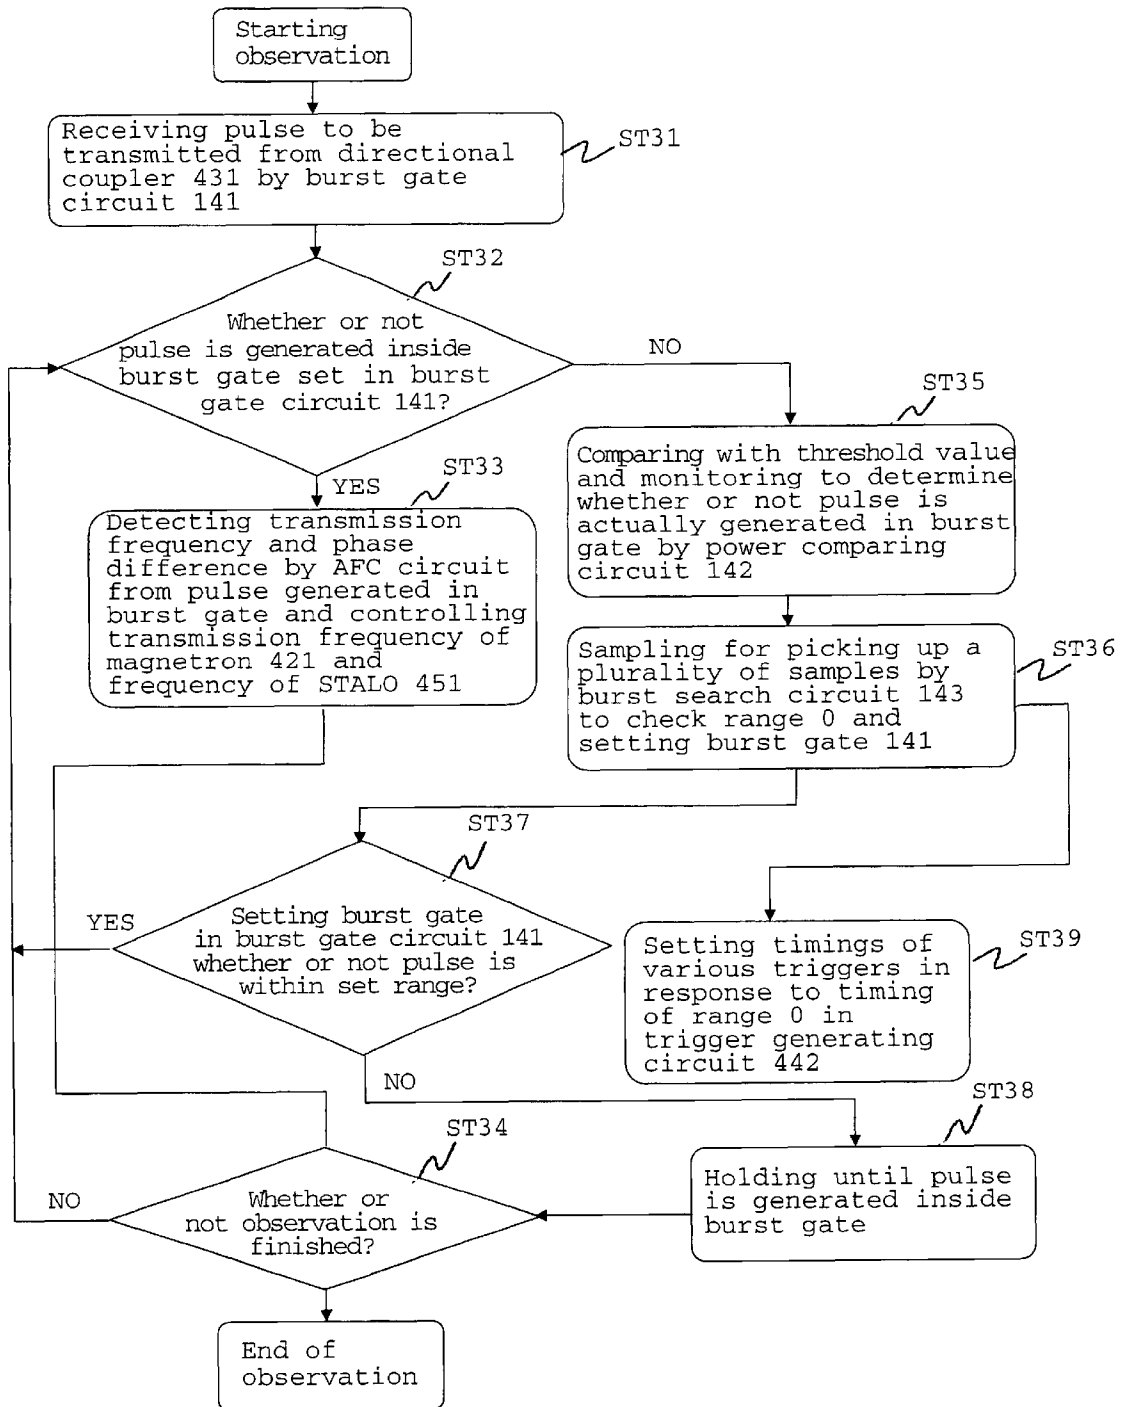 Starting
observation
Receiving pulse to be
transmitted from directional
coupler 431 by burst gate
circuit 141
ST31
ST32
Whether or not
pulse is generated inside
burst gate set in burst
gate circuit 141?
NO
YES
ST33
Detecting transmission
frequency and phase
difference by AFC circuit
from pulse generated in
burst gate and controlling
transmission frequency of
magnetron 421 and
frequency of STALO 451
ST35
Comparing with threshold value
and monitoring to determine
whether or not pulse is
actually generated in burst
gate by power comparing
circuit 142
ST36
Sampling for picking up a
plurality of samples by
burst search circuit 143
to check range 0 and
setting burst gate 141
ST37
YES
Setting burst gate
in burst gate circuit 141
whether or not pulse is
within set range?
NO
ST39
Setting timings of
various triggers in
response to timing
of range 0 in
trigger generating
circuit 442
ST38
Holding until pulse
is generated inside
burst gate
ST34
NO
Whether or
not observation is
finished?
End of
observation